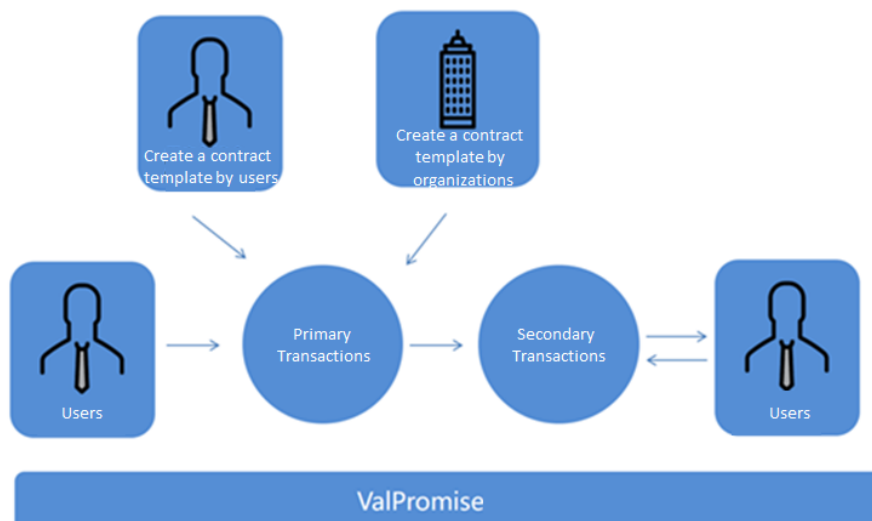 Create a contract
template by users
Create a contract
template by
organizations
Users
Primary
Transactions
Secondary
Transactions
Users
ValPromise